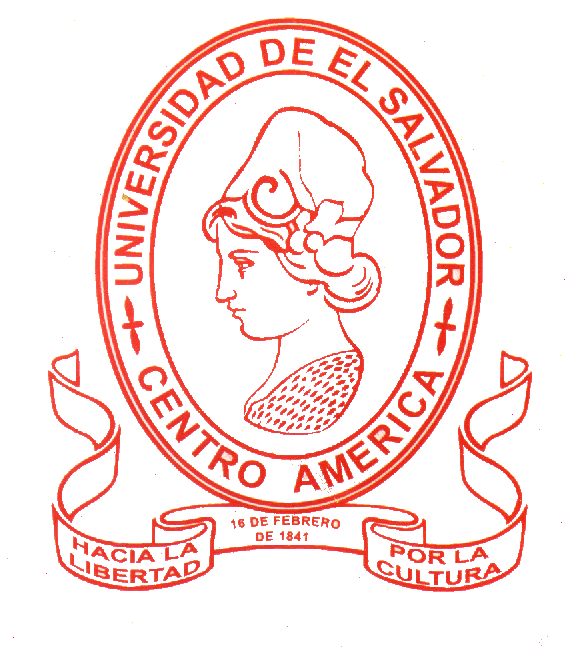 UNIVERSIDAD DE EL SALVADOR
CENTRO AMERICA
16 DE FEBRERO
DE 1841
HACIA LA
LIBERTAD
POR LA
CULTURA